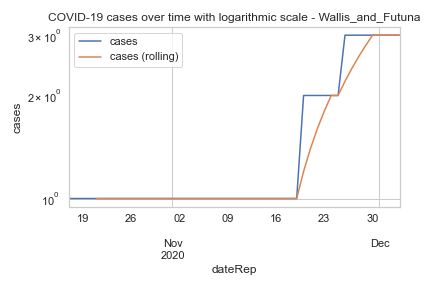 COVID-19 cases over time with logarithmic scale - Wallis_and_Futuna
3 × 10⁰
2 × 10⁰
10⁰
cases
cases
cases (rolling)
19 26 02 09 16 23 30
Nov Dec
2020
dateRep